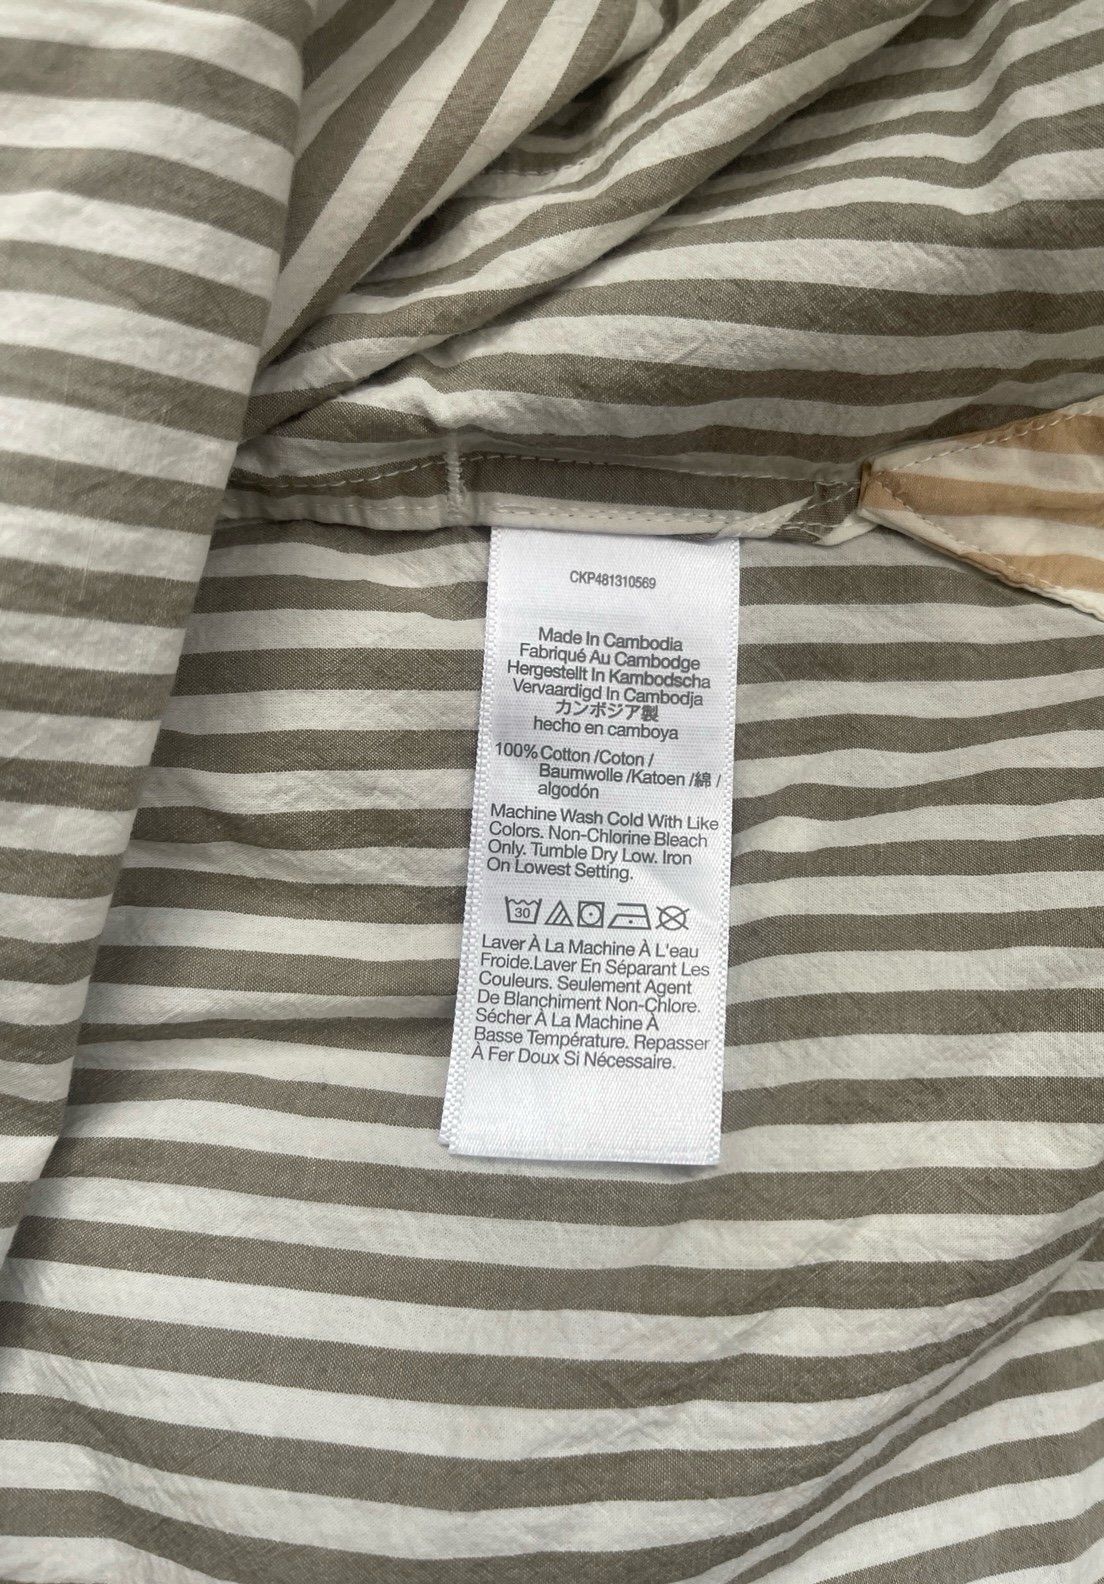 CKP481310569
Made In Cambodia
Fabriqué Au Cambodge
Hergestellt In Kambodscha
Vervaardigd In Cambodja
カンボジア製
hecho en camboya
100% Cotton /Coton /
Baumwolle /Katoen /綿 /
algodón
Machine Wash Cold With Like
Colors. Non-Chlorine Bleach
Only. Tumble Dry Low. Iron
On Lowest Setting.
30
Laver À La Machine À L'eau
Froide.Laver En Séparant Les
Couleurs. Seulement Agent
De Blanchiment Non-Chlore.
Sécher À La Machine À
Basse Température. Repasser
À Fer Doux Si Nécessaire.